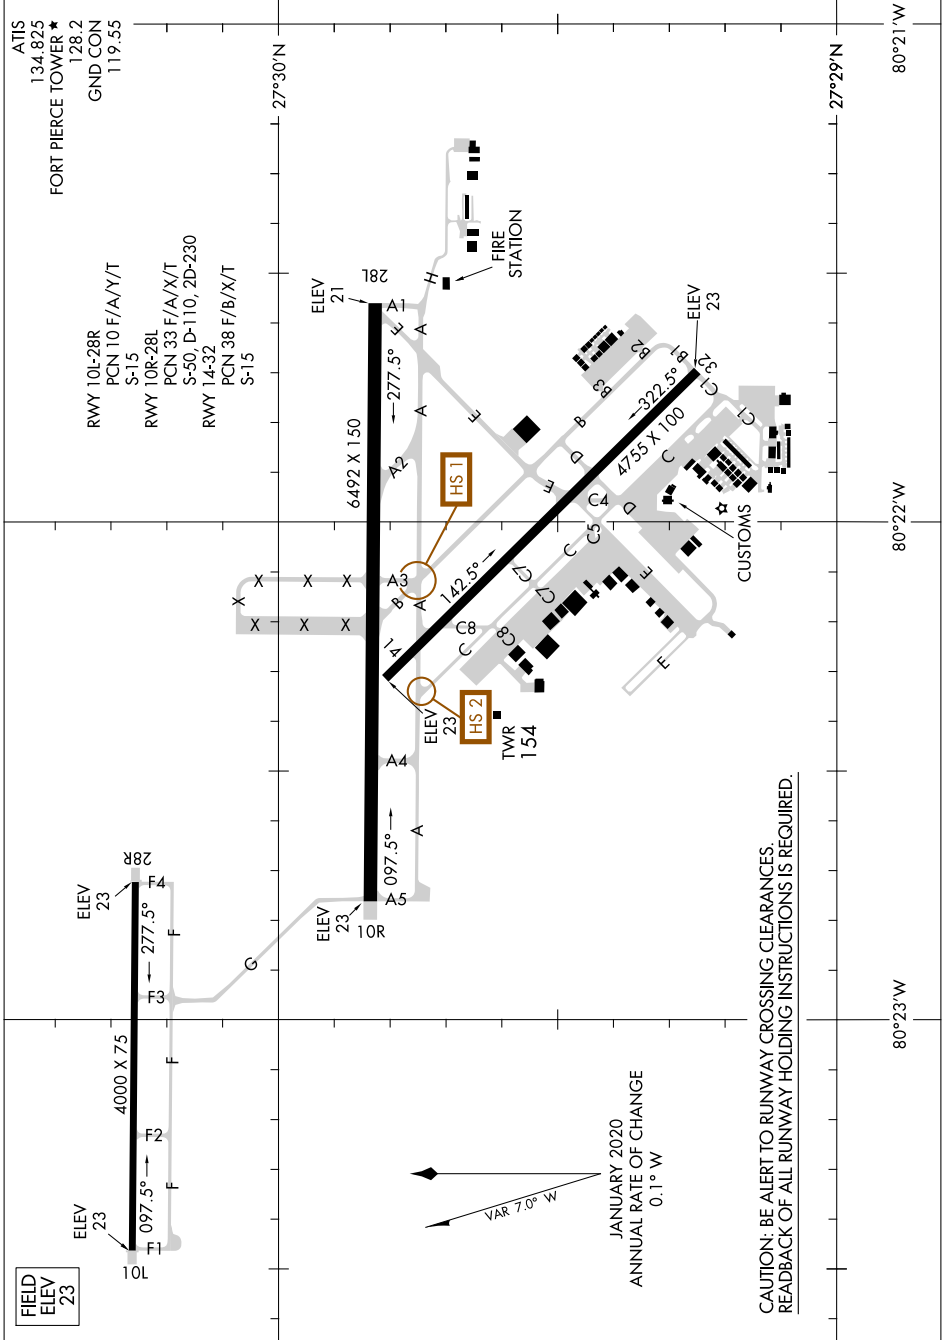 ATIS
134.825
FORT PIERCE TOWER ★
128.2
GND CON
119.55
RWY 10L-28R
PCN 10 F/A/Y/T
S-15
RWY 10R-28L
PCN 33 F/A/X/T
S-50, D-110, 2D-230
RWY 14-32
PCN 38 F/B/X/T
S-15
FIELD
ELEV
23
27°30'N
27°29'N
80°21'W
80°22'W
80°23'W
10L
ELEV
23
097.5°
4000 X 75
277.5°
ELEV
23
28R
F1
F2
F3
F4
F
F
F
G
10R
ELEV
23
097.5°
6492 X 150
277.5°
ELEV
21
28L
A5
A4
A3
A2
A1
A
A
A
A
B
X
X
X
X
X
X
X
H
FIRE
STATION
E
E
E
E
E
HS 1
HS 2
14
ELEV
23
142.5°
4755 X 100
322.5°
32
ELEV
23
TWR
154
C
C8
C8
C7
C7
C
C5
C4
D
D
C
C1
C1
B
B3
B2
B1
CUSTOMS
VAR 7.0° W
JANUARY 2020
ANNUAL RATE OF CHANGE
0.1° W
CAUTION: BE ALERT TO RUNWAY CROSSING CLEARANCES.
READBACK OF ALL RUNWAY HOLDING INSTRUCTIONS IS REQUIRED.